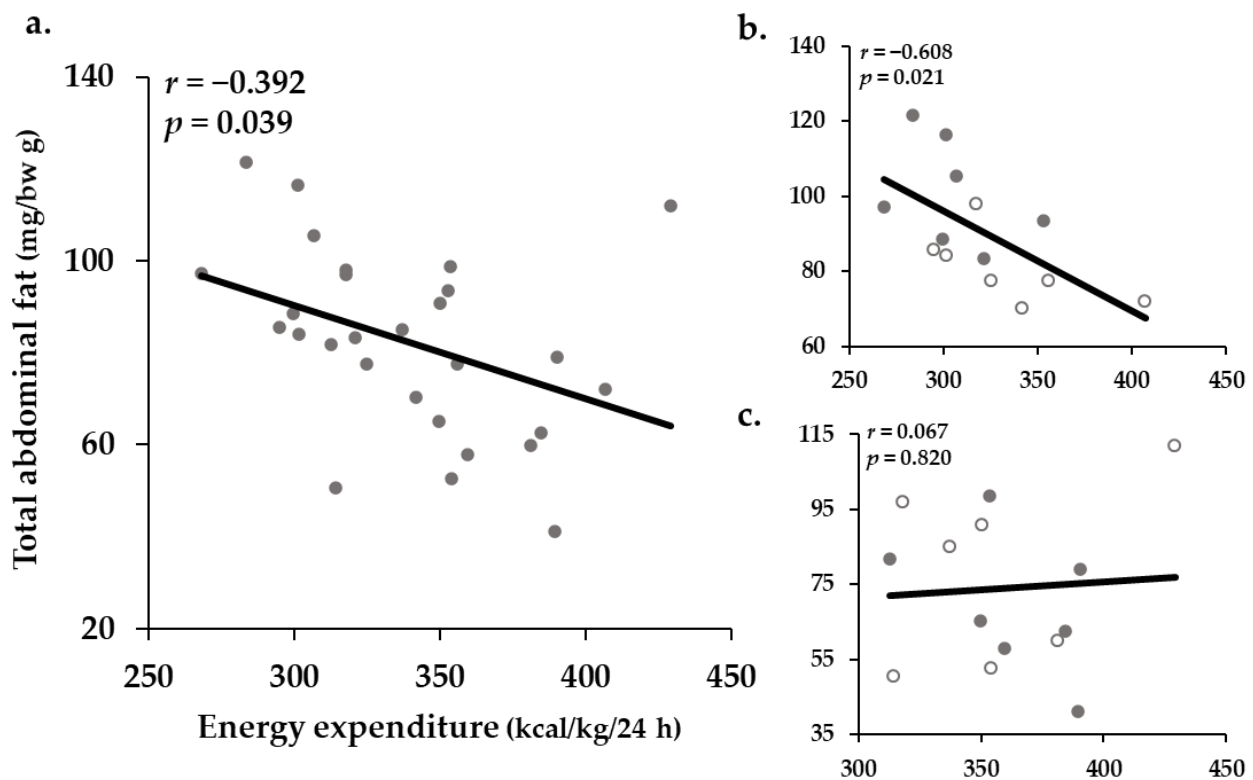 a.
r = −0.392
p = 0.039
140
100
60
20
250 300 350 400 450
Total abdominal fat (mg/bw g)
Energy expenditure (kcal/kg/24 h)
b.
r = −0.608
p = 0.021
140
120
100
80
60
250 300 350 400 450
c.
r = 0.067
p = 0.820
115
95
75
55
35
300 350 400 450